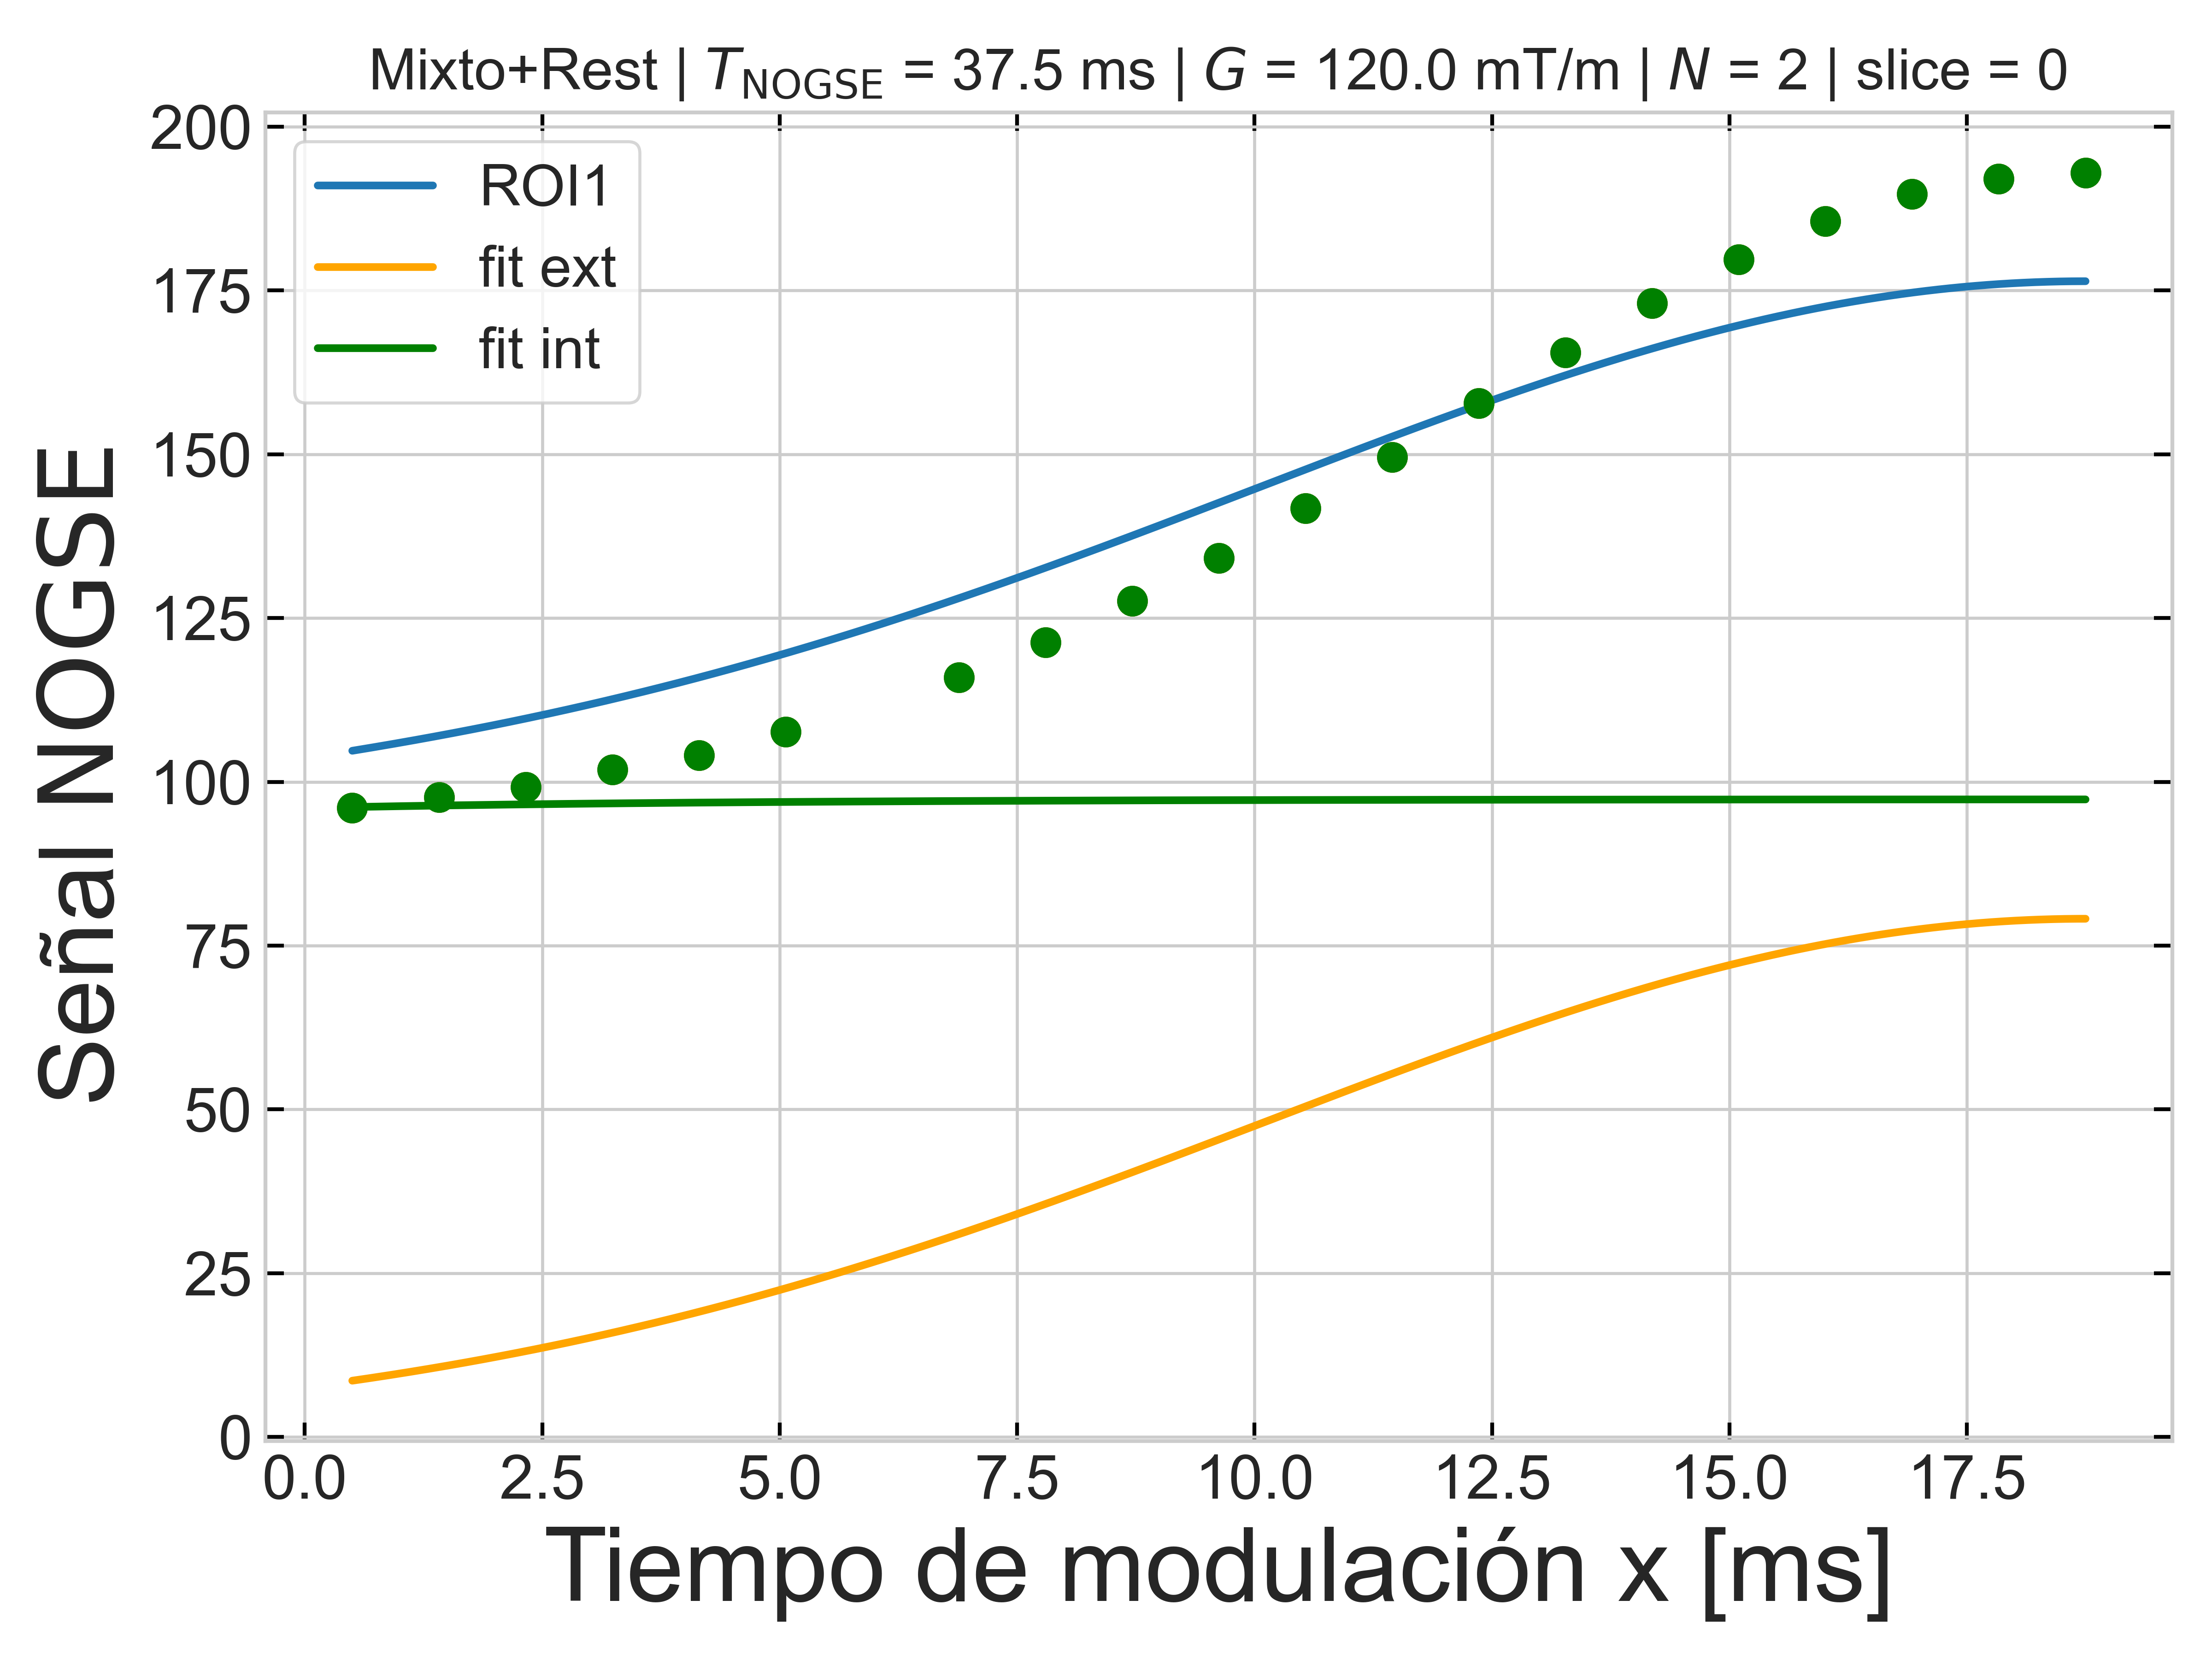 Mixto+Rest | T_NOGSE = 37.5 ms | G = 120.0 mT/m | N = 2 | slice = 0
200
175
150
125
100
75
50
25
0
ROI1
fit ext
fit int
Señal NOGSE
0.0 2.5 5.0 7.5 10.0 12.5 15.0 17.5
Tiempo de modulación x [ms]